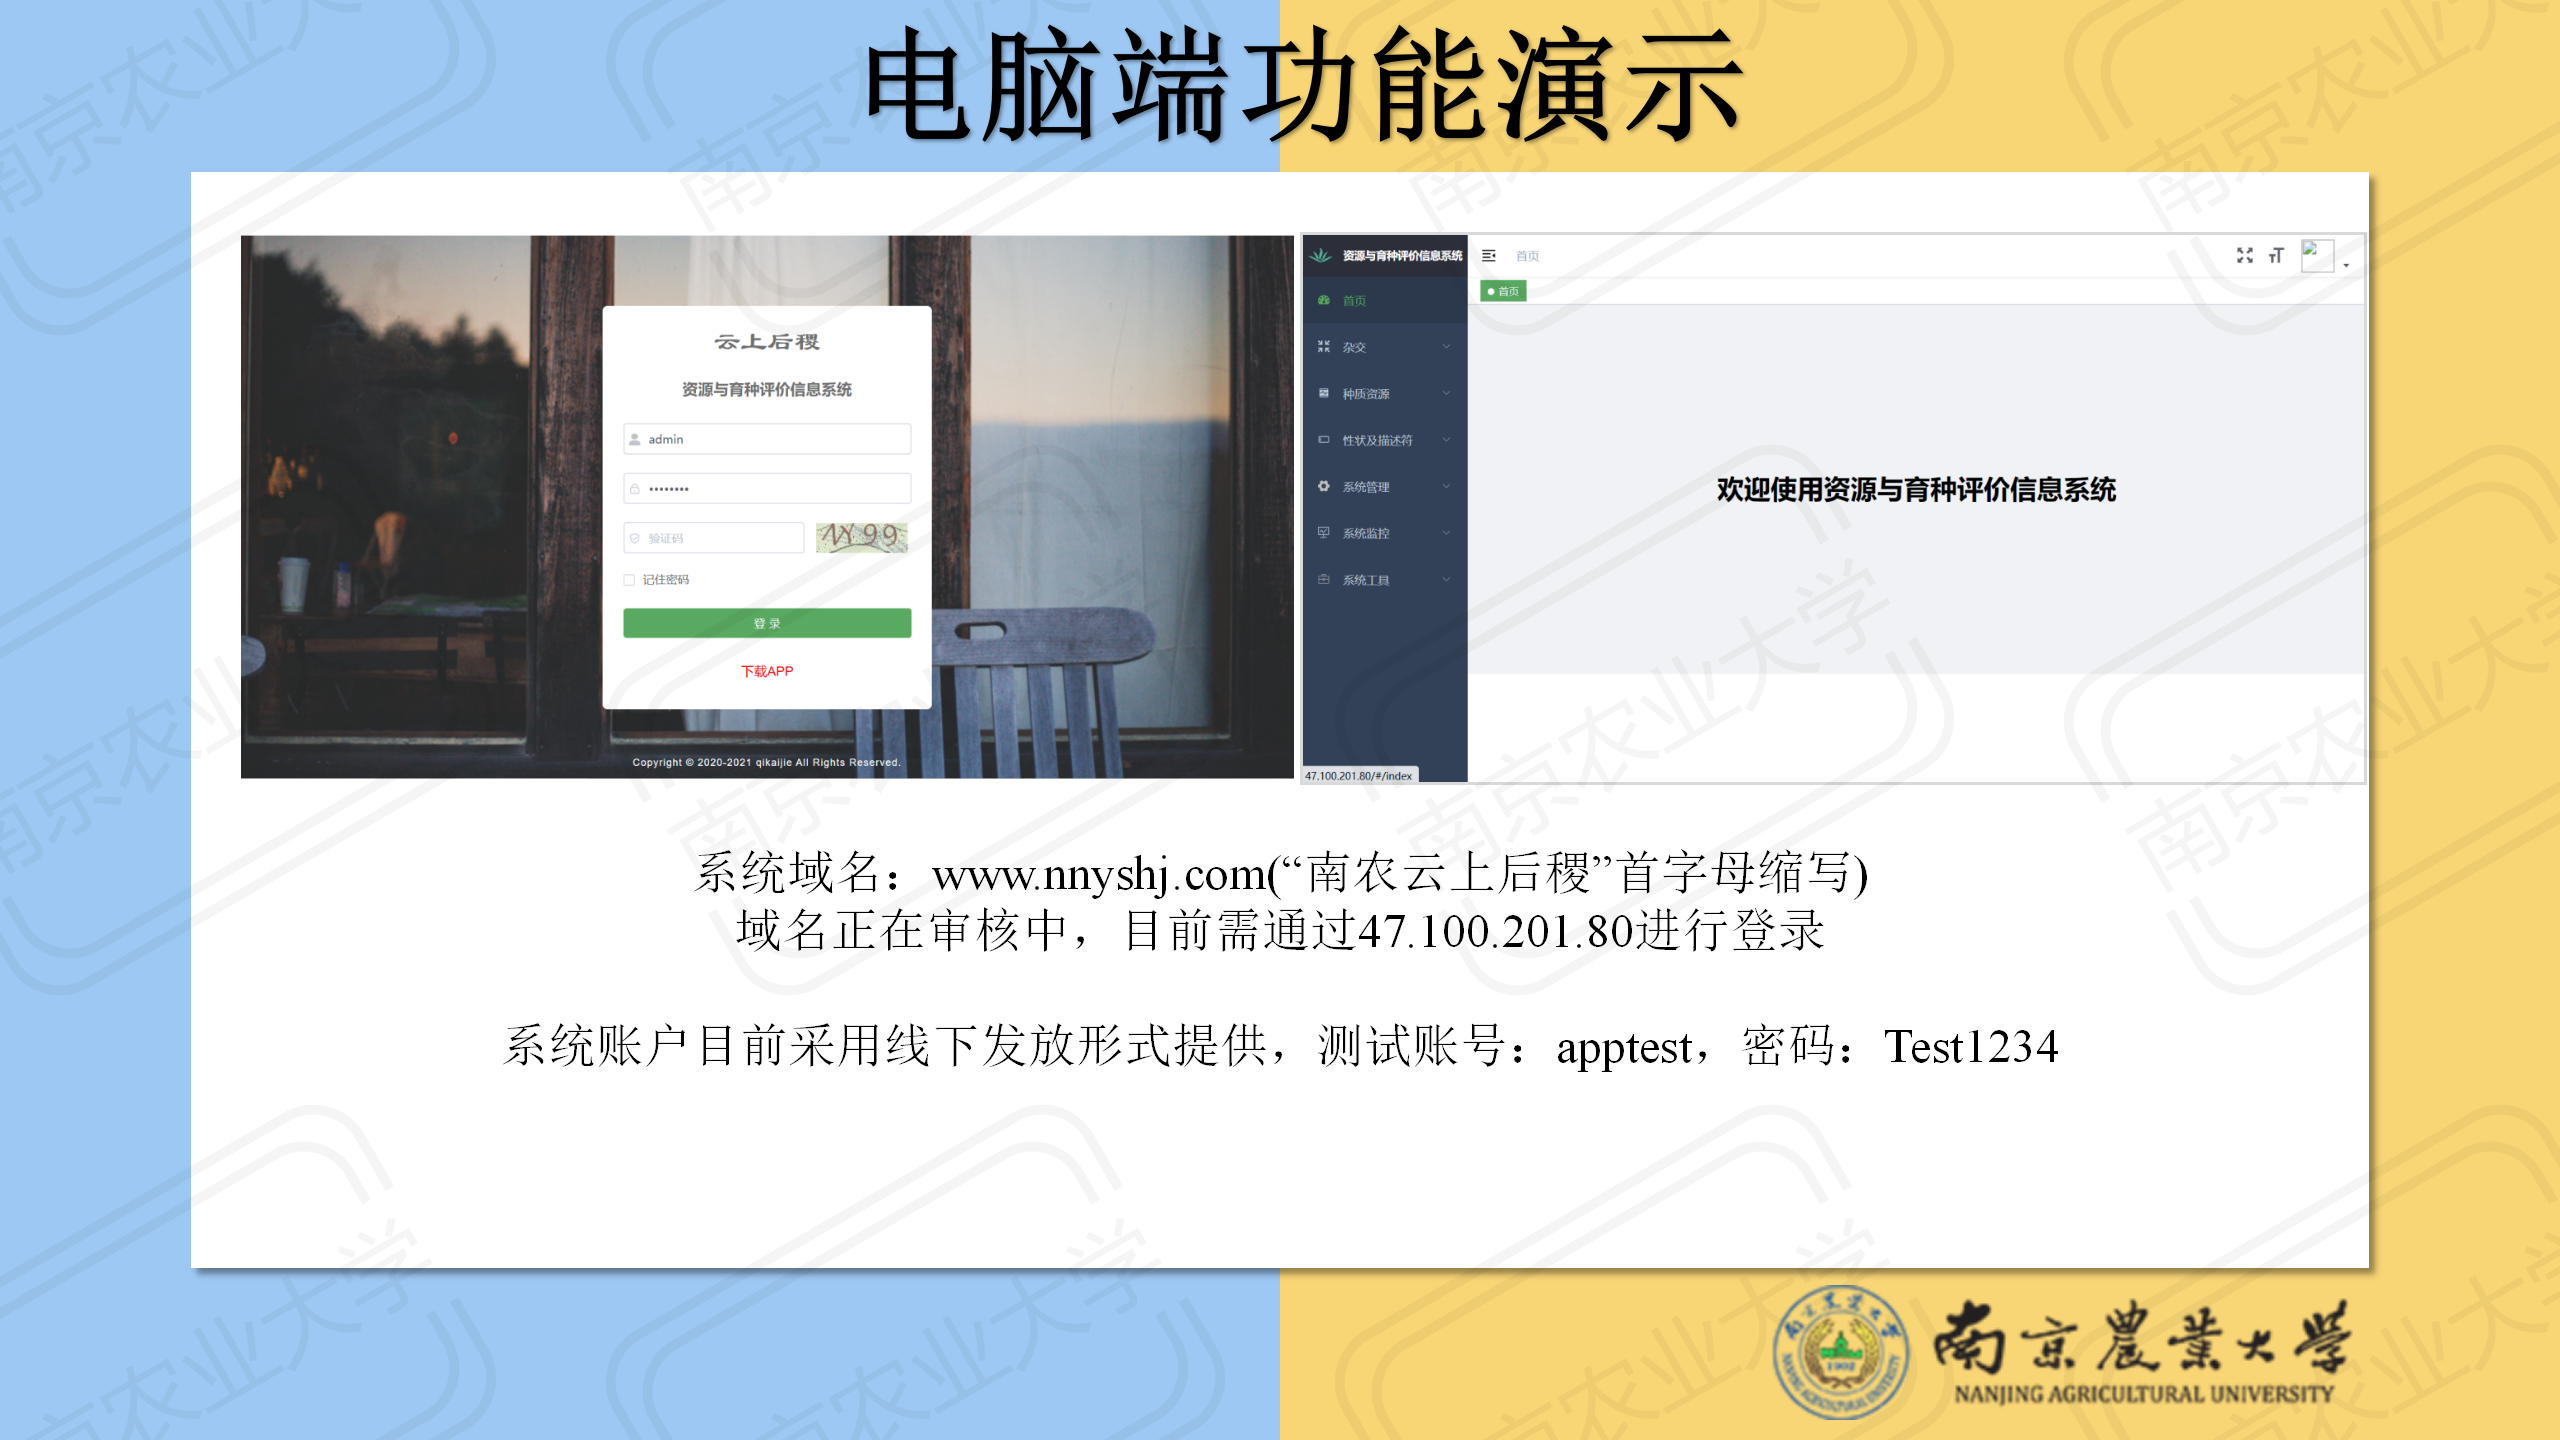 电脑端功能演示
云上后稷
资源与育种评价信息系统
admin
••••••••
验证码
NY99
记住密码
登 录
下载APP
Copyright © 2020-2021 qikaijie All Rights Reserved.
资源与育种评价信息系统
首页
首页
首页
杂交
种质资源
性状及描述符
系统管理
系统监控
系统工具
欢迎使用资源与育种评价信息系统
47.100.201.80/#/index
系统域名：www.nnyshj.com(“南农云上后稷”首字母缩写)
域名正在审核中，目前需通过47.100.201.80进行登录
系统账户目前采用线下发放形式提供，测试账号：apptest，密码：Test1234
南京農業大學
NANJING AGRICULTURAL UNIVERSITY
1902
南京农业大学